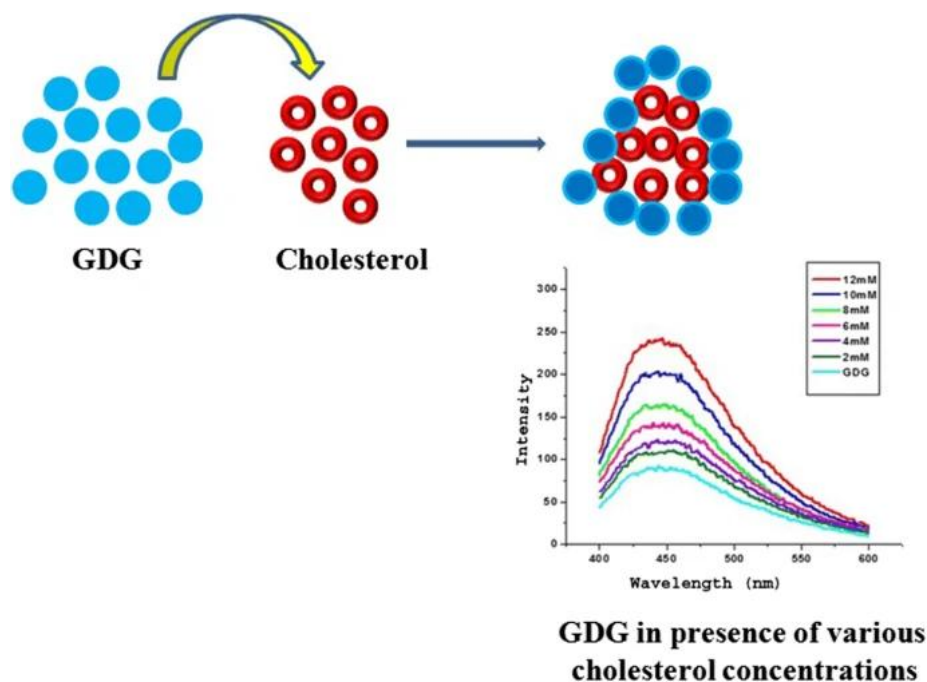 GDG
Cholesterol
300
250
200
150
100
50
0
Intensity
12mM
10mM
8mM
6mM
4mM
2mM
GDG
400
450
500
550
600
Wavelength (nm)
GDG in presence of various
cholesterol concentrations